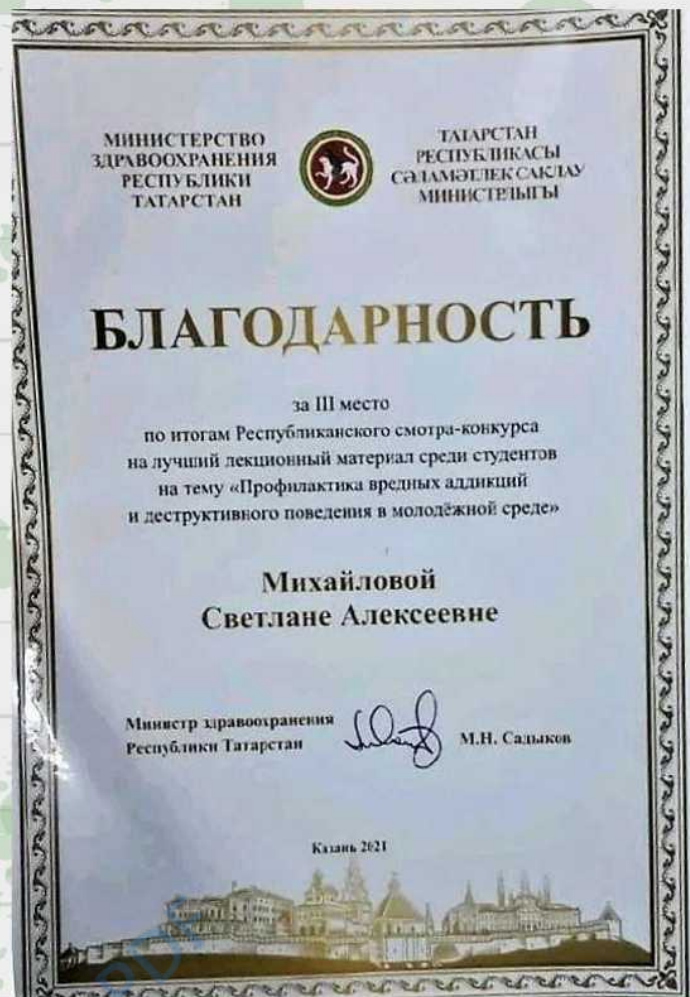 МИНИСТЕРСТВО
ЗДРАВООХРАНЕНИЯ
РЕСПУБЛИКИ
ТАТАРСТАН
ТАТАРСТАН
РЕСПУБЛИКАСЫ
СӘЛАМӘТЛЕК САКЛАУ
МИНИСТРЛЫГЫ
БЛАГОДАРНОСТЬ
за III место
по итогам Республиканского смотра-конкурса
на лучший лекционный материал среди студентов
на тему «Профилактика вредных аддикций
и деструктивного поведения в молодёжной среде»
Михайловой
Светлане Алексеевне
Министр здравоохранения
Республики Татарстан
М.Н. Садыков
Казань 2021
PDF